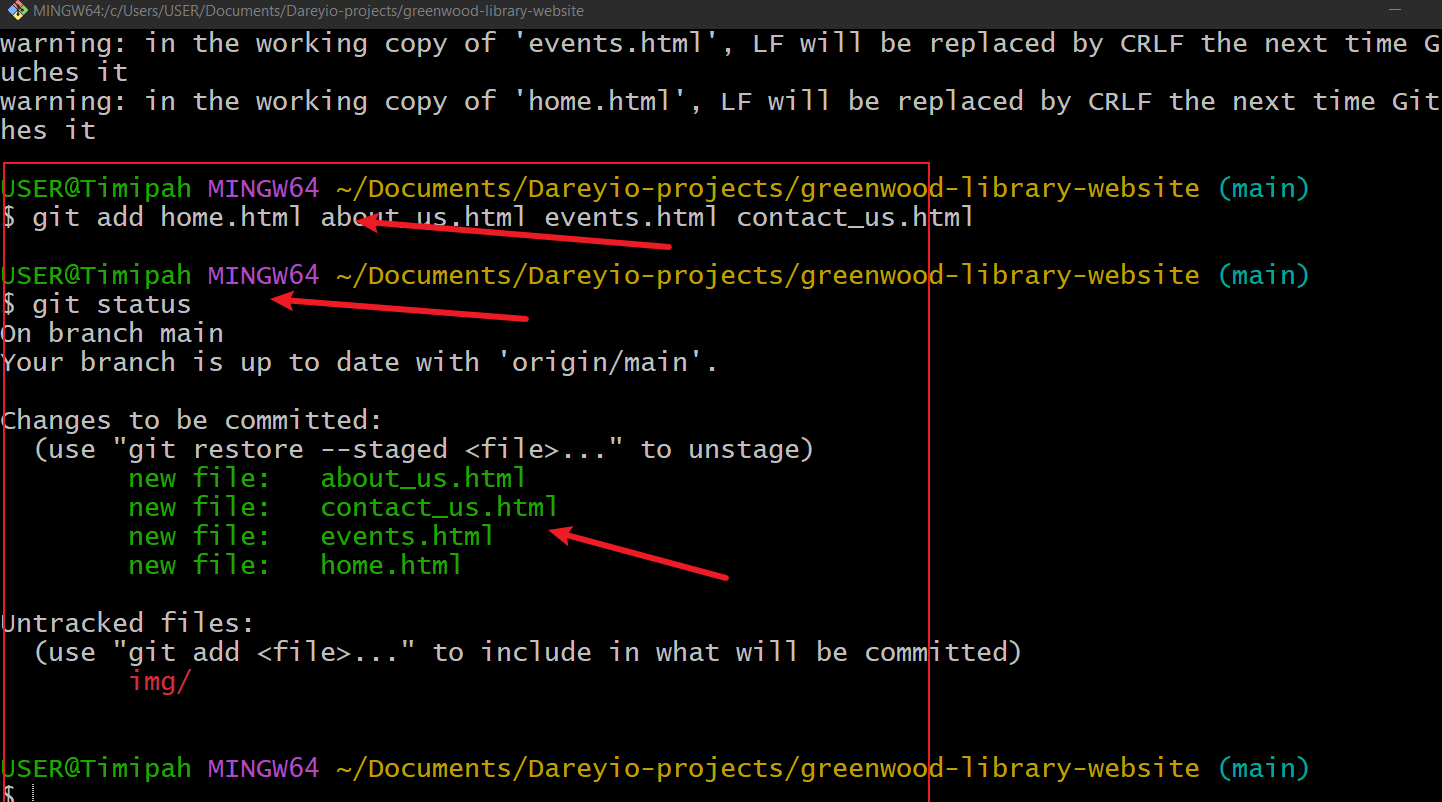 MINGW64:/c/Users/USER/Documents/Dareyio-projects/greenwood-library-website
warning: in the working copy of 'events.html', LF will be replaced by CRLF the next time G
uches it
warning: in the working copy of 'home.html', LF will be replaced by CRLF the next time Git
hes it
USER@Timipah MINGW64 ~/Documents/Dareyio-projects/greenwood-library-website (main)
$ git add home.html about_us.html events.html contact_us.html
USER@Timipah MINGW64 ~/Documents/Dareyio-projects/greenwood-library-website (main)
$ git status
On branch main
Your branch is up to date with 'origin/main'.
Changes to be committed:
(use "git restore --staged <file>..." to unstage)
new file: about_us.html
new file: contact_us.html
new file: events.html
new file: home.html
Untracked files:
(use "git add <file>..." to include in what will be committed)
img/
USER@Timipah MINGW64 ~/Documents/Dareyio-projects/greenwood-library-website (main)
$